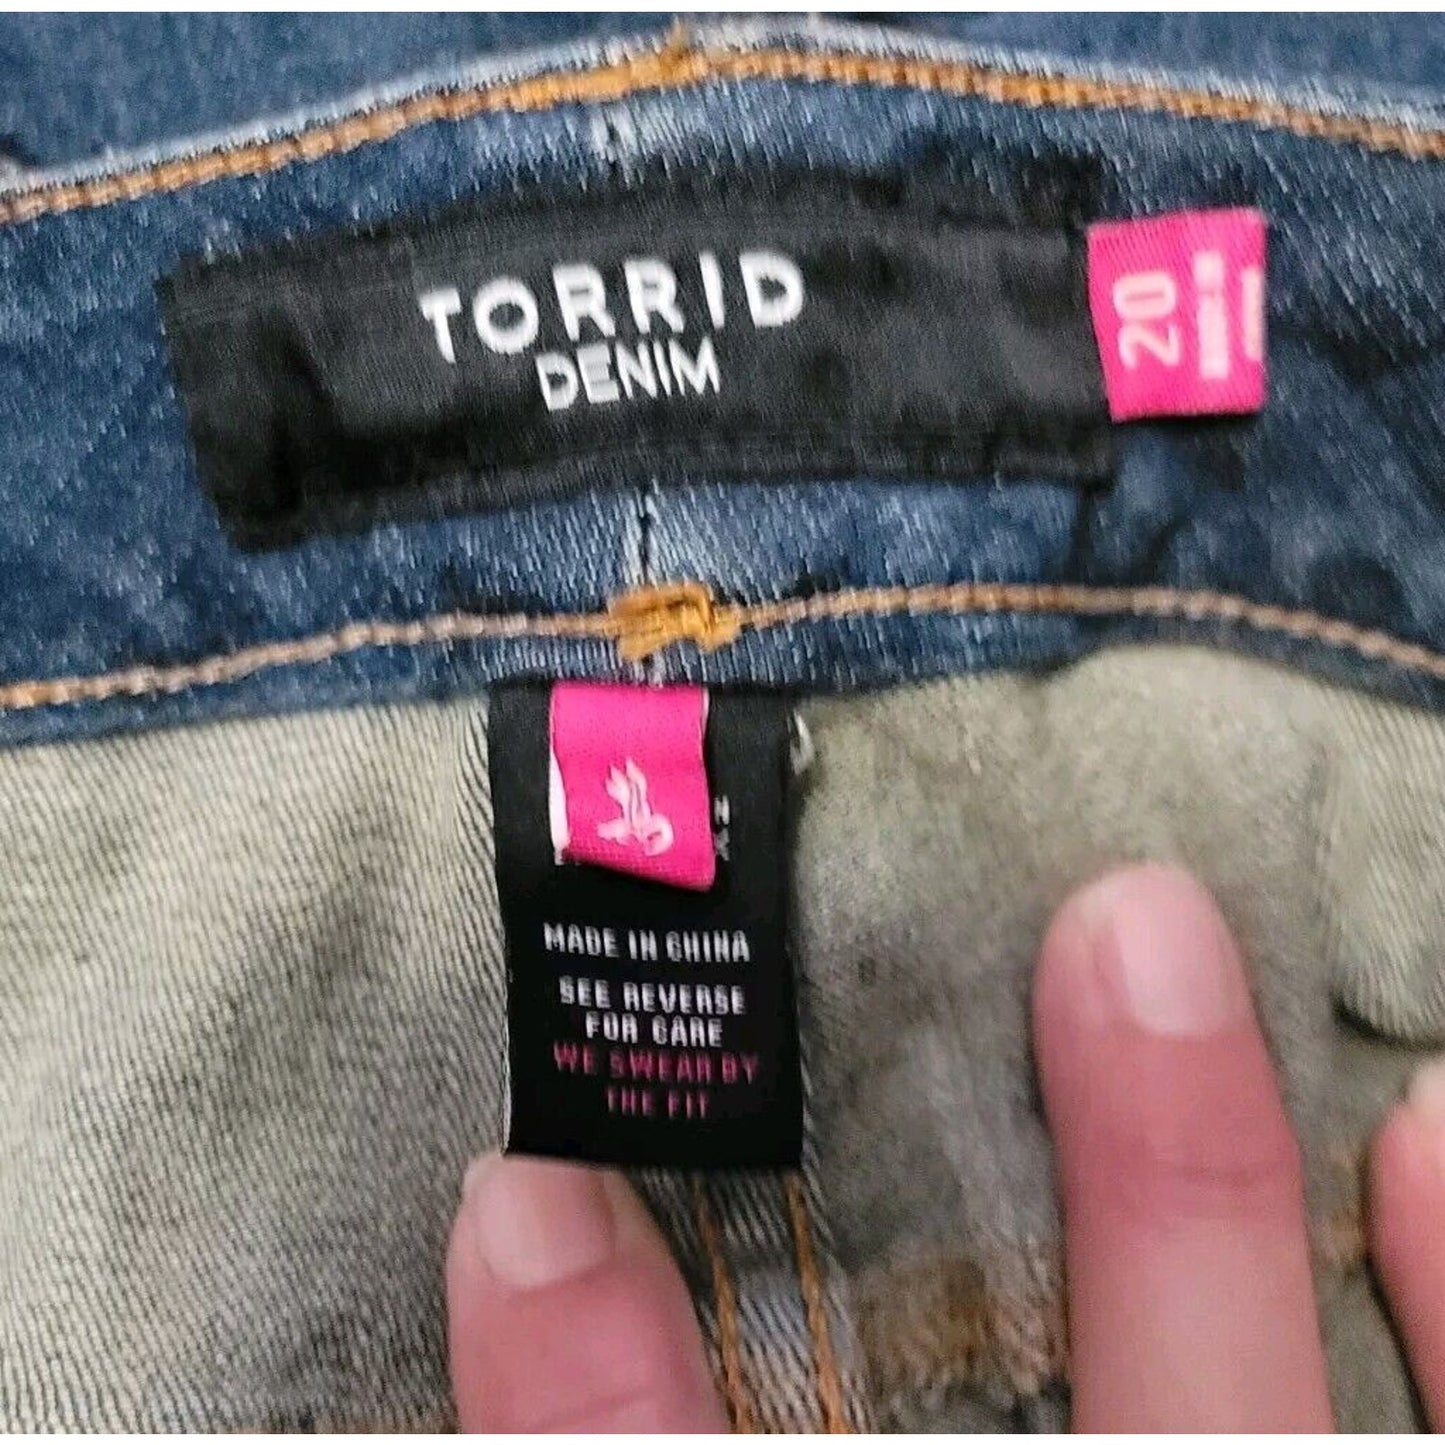 TORRID
DENIM
20
MADE IN CHINA
SEE REVERSE
FOR CARE
WE SWEAR BY
THE FIT